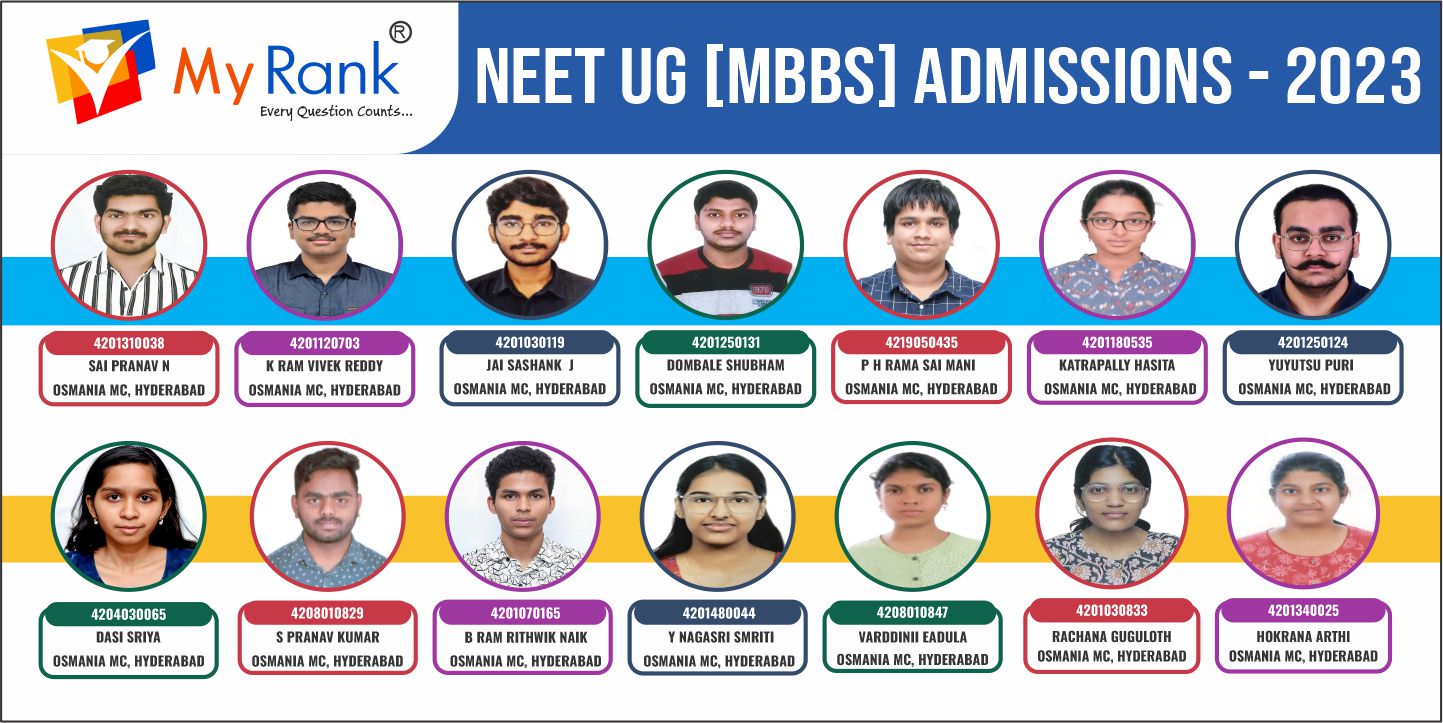 MyRank®
Every Question Counts...
NEET UG [MBBS] ADMISSIONS - 2023
1970
4201310038
SAI PRANAV N
OSMANIA MC, HYDERABAD
4201120703
K RAM VIVEK REDDY
OSMANIA MC, HYDERABAD
4201030119
JAI SASHANK J
OSMANIA MC, HYDERABAD
4201250131
DOMBALE SHUBHAM
OSMANIA MC, HYDERABAD
4219050435
P H RAMA SAI MANI
OSMANIA MC, HYDERABAD
4201180535
KATRAPALLY HASITA
OSMANIA MC, HYDERABAD
4201250124
YUYUTSU PURI
OSMANIA MC, HYDERABAD
4204030065
DASI SRIYA
OSMANIA MC, HYDERABAD
4208010829
S PRANAV KUMAR
OSMANIA MC, HYDERABAD
4201070165
B RAM RITHWIK NAIK
OSMANIA MC, HYDERABAD
4201480044
Y NAGASRI SMRITI
OSMANIA MC, HYDERABAD
4208010847
VARDDINII EADULA
OSMANIA MC, HYDERABAD
4201030833
RACHANA GUGULOTH
OSMANIA MC, HYDERABAD
4201340025
HOKRANA ARTHI
OSMANIA MC, HYDERABAD